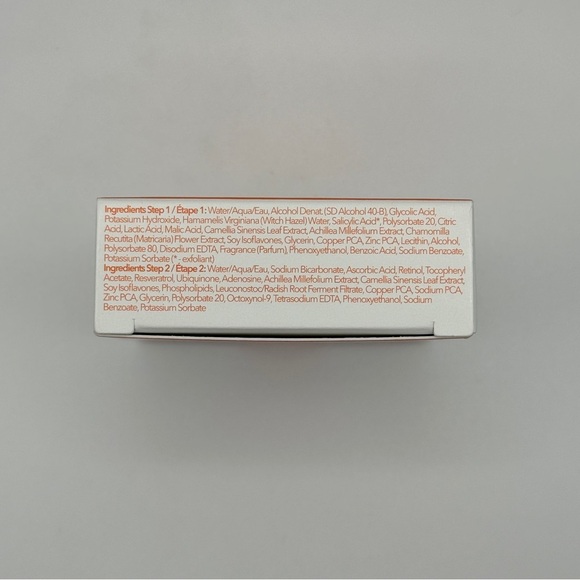 Ingredients Step 1 / Étape 1: Water/Aqua/Eau, Alcohol Denat. (SD Alcohol 40-B), Glycolic Acid,
Potassium Hydroxide, Hamamelis Virginiana (Witch Hazel) Water, Salicylic Acid*, Polysorbate 20, Citric
Acid, Lactic Acid, Malic Acid, Camellia Sinensis Leaf Extract, Achillea Millefolium Extract, Chamomilla
Recutita (Matricaria) Flower Extract, Soy Isoflavones, Glycerin, Copper PCA, Zinc PCA, Lecithin, Alcohol,
Polysorbate 80, Disodium EDTA, Fragrance (Parfum), Phenoxyethanol, Benzoic Acid, Sodium Benzoate,
Potassium Sorbate (* - exfoliant)
Ingredients Step 2 / Étape 2: Water/Aqua/Eau, Sodium Bicarbonate, Ascorbic Acid, Retinol, Tocopheryl
Acetate, Resveratrol, Ubiquinone, Adenosine, Achillea Millefolium Extract, Camellia Sinensis Leaf Extract,
Soy Isoflavones, Phospholipids, Leuconostoc/Radish Root Ferment Filtrate, Copper PCA, Sodium PCA,
Zinc PCA, Glycerin, Polysorbate 20, Octoxynol-9, Tetrasodium EDTA, Phenoxyethanol, Sodium
Benzoate, Potassium Sorbate